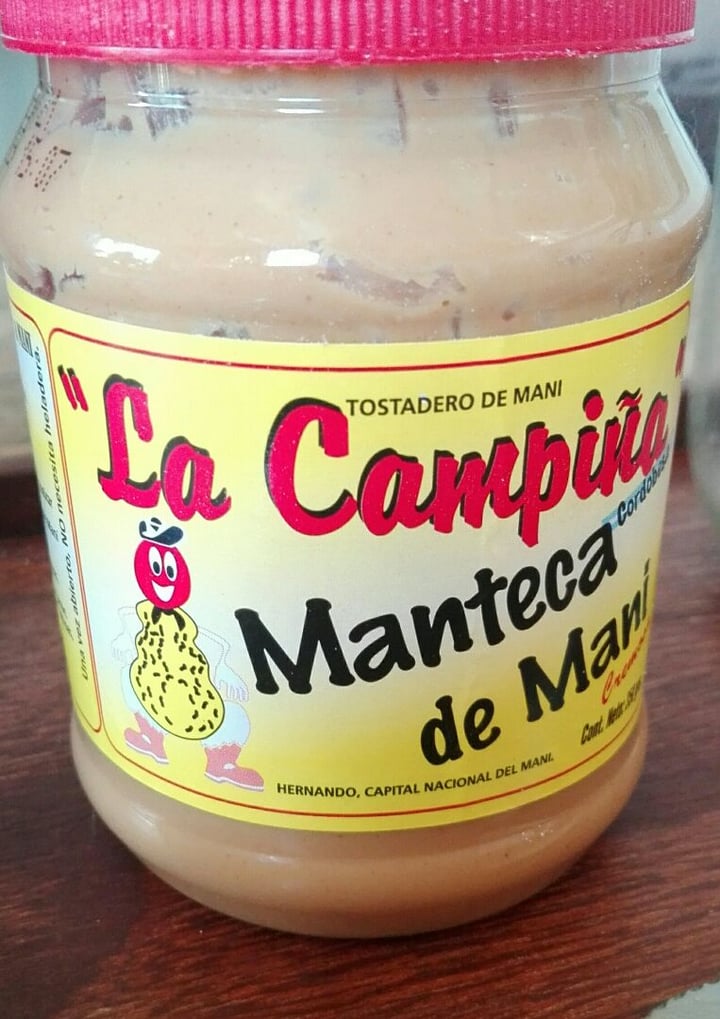 "La Campiña"
TOSTADERO DE MANI
Cordobesa
Manteca
de Mani
Cremosa
Cont. Neto:
HERNANDO, CAPITAL NACIONAL DEL MANI.
Una vez abierto, NO necesita heladera.